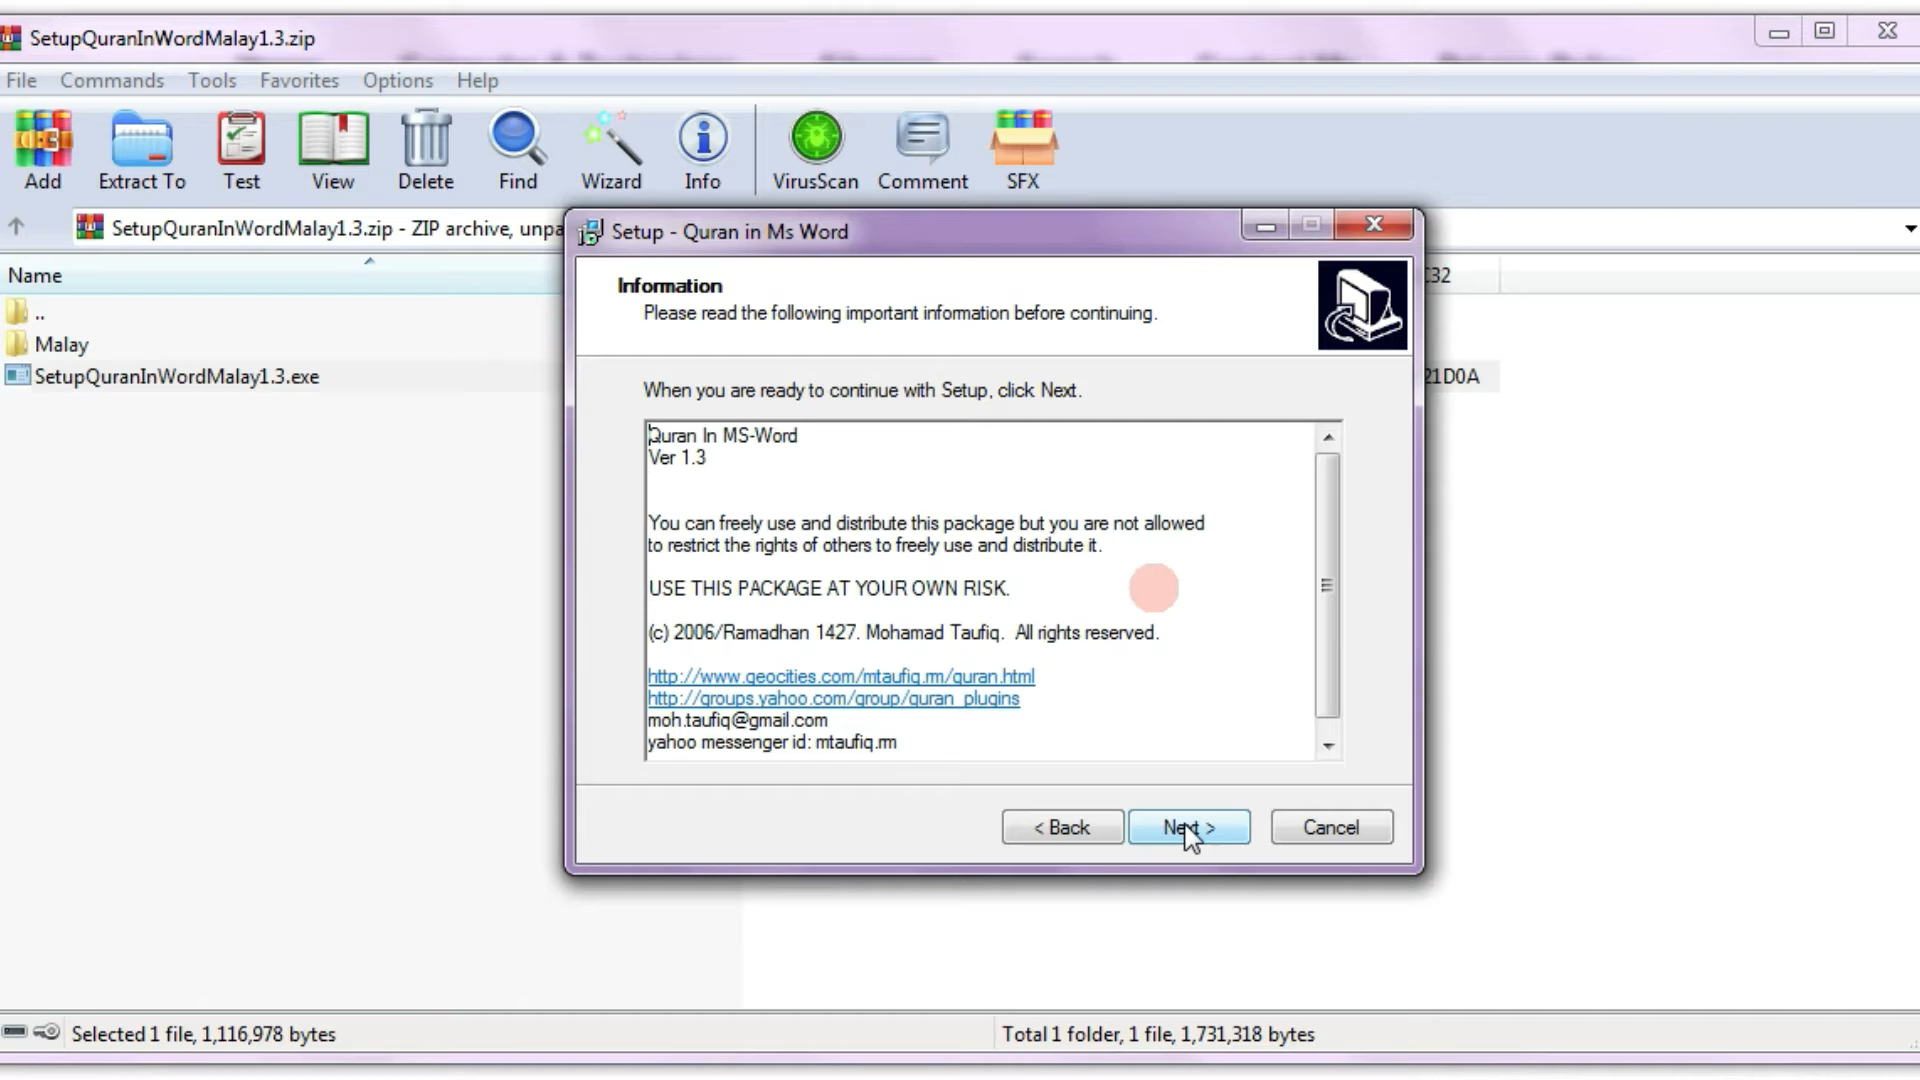 SetupQuranInWordMalay1.3.zip
File Commands Tools Favorites Options Help
Add Extract To Test View Delete Find Wizard Info VirusScan Comment SFX
SetupQuranInWordMalay1.3.zip - ZIP archive, unpa
Name
32
..
Malay
SetupQuranInWordMalay1.3.exe
21D0A
Setup - Quran in Ms Word
Information
Please read the following important information before continuing.
When you are ready to continue with Setup, click Next.
Quran In MS-Word
Ver 1.3
You can freely use and distribute this package but you are not allowed
to restrict the rights of others to freely use and distribute it.
USE THIS PACKAGE AT YOUR OWN RISK.
(c) 2006/Ramadhan 1427. Mohamad Taufiq. All rights reserved.
http://www.geocities.com/mtaufiq.rm/quran.html
http://groups.yahoo.com/group/quran_plugins
moh.taufiq@gmail.com
yahoo messenger id: mtaufiq.rm
< Back Next > Cancel
Selected 1 file, 1,116,978 bytes
Total 1 folder, 1 file, 1,731,318 bytes